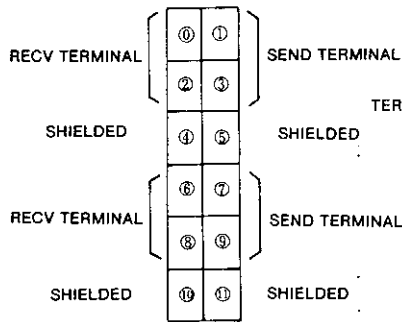 ⓪ ①
RECV TERMINAL SEND TERMINAL
② ③
TER
SHIELDED ④ ⑤ SHIELDED
⑥ ⑦
RECV TERMINAL SEND TERMINAL
⑧ ⑨
SHIELDED ⑩ ⑪ SHIELDED